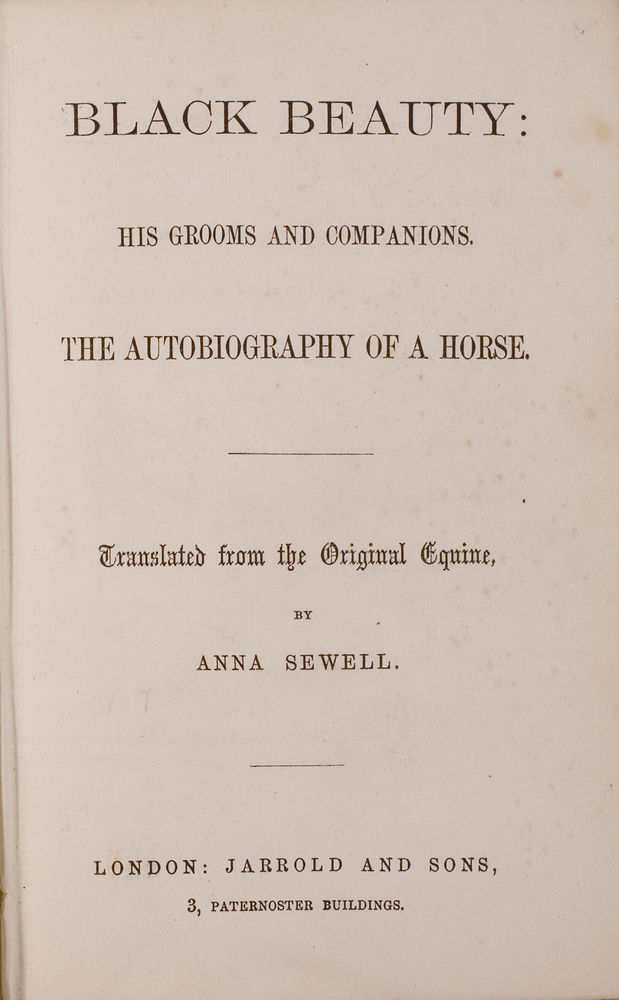 BLACK BEAUTY:
HIS GROOMS AND COMPANIONS.
THE AUTOBIOGRAPHY OF A HORSE.
Translated from the Original Equine,
BY
ANNA SEWELL.
LONDON: JARROLD AND SONS,
3, PATERNOSTER BUILDINGS.